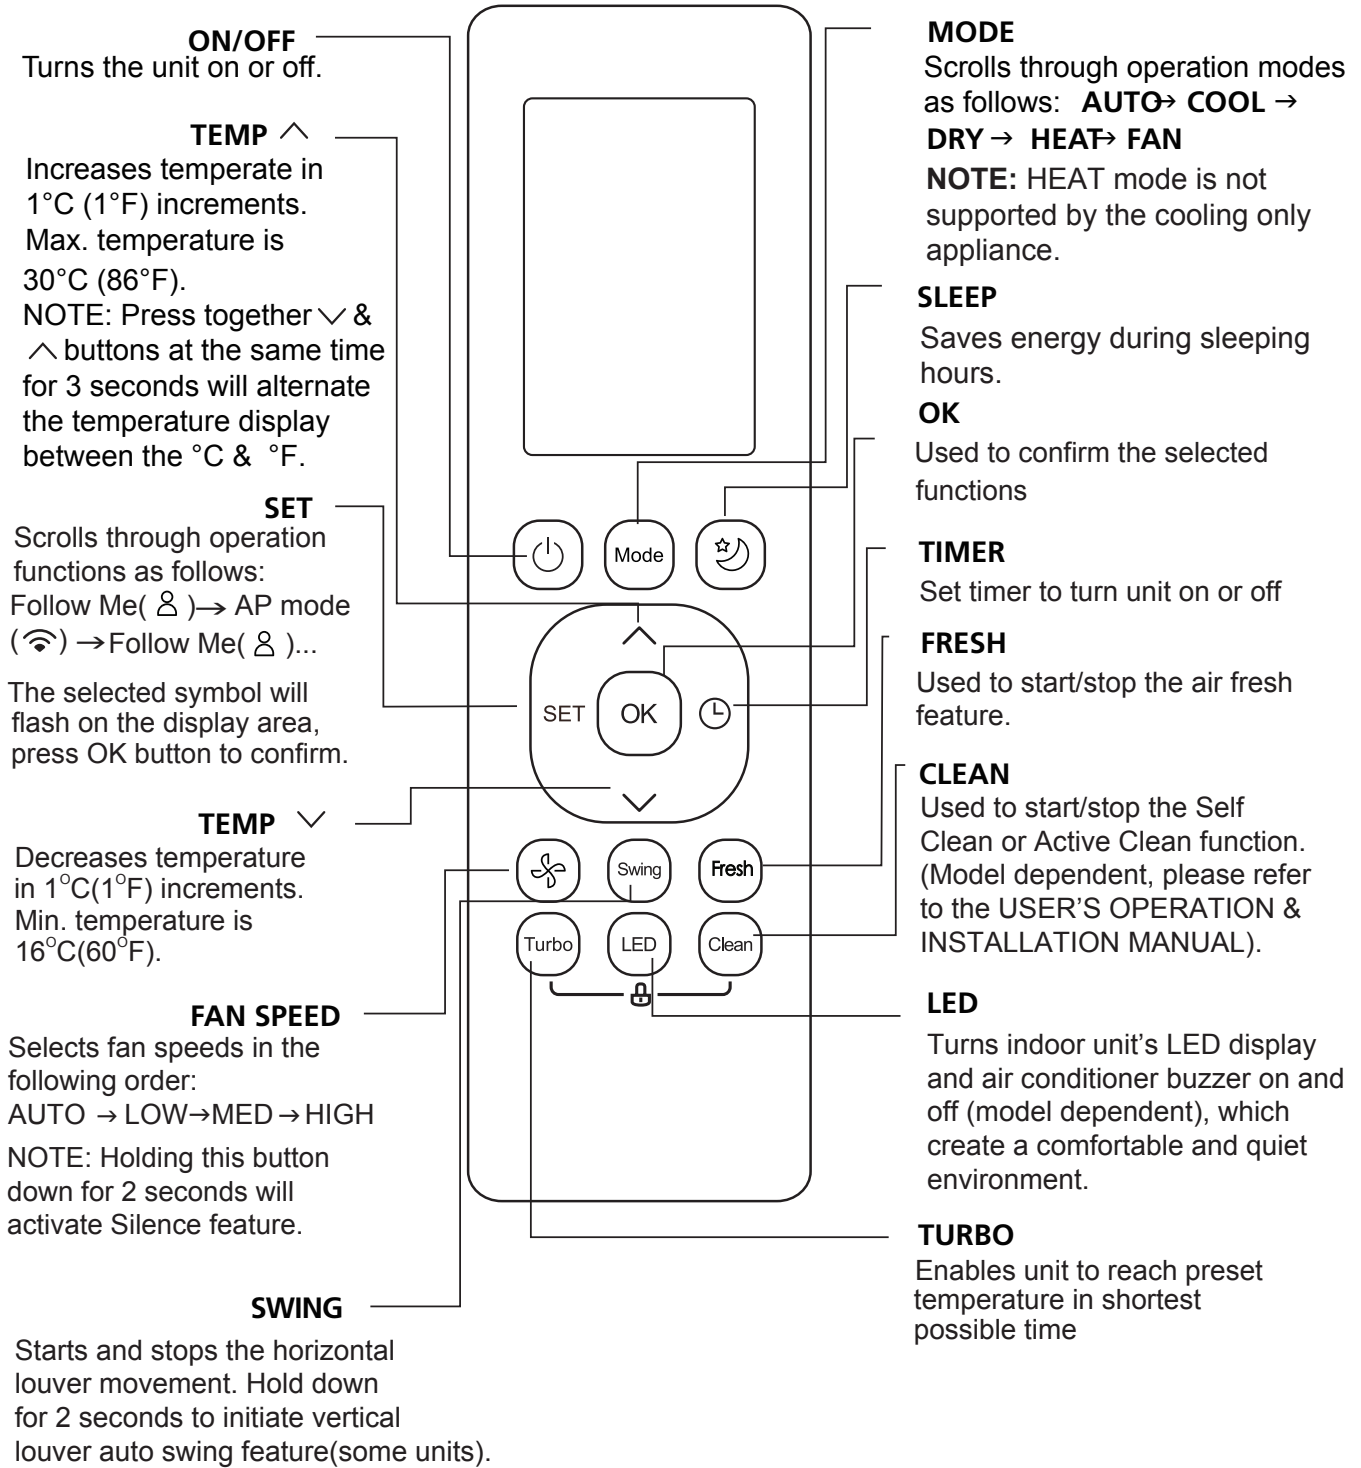 ON/OFF
Turns the unit on or off.
TEMP
Increases temperate in
1°C (1°F) increments.
Max. temperature is
30°C (86°F).
NOTE: Press together &
buttons at the same time
for 3 seconds will alternate
the temperature display
between the °C & °F.
SET
Scrolls through operation
functions as follows:
Follow Me( )→ AP mode
( ) →Follow Me( )...
The selected symbol will
flash on the display area,
press OK button to confirm.
TEMP
Decreases temperature
in 1°C(1°F) increments.
Min. temperature is
16°C(60°F).
FAN SPEED
Selects fan speeds in the
following order:
AUTO → LOW→MED→HIGH
NOTE: Holding this button
down for 2 seconds will
activate Silence feature.
SWING
Starts and stops the horizontal
louver movement. Hold down
for 2 seconds to initiate vertical
louver auto swing feature(some units).
Mode
SET
OK
Swing
Fresh
Turbo
LED
Clean
MODE
Scrolls through operation modes
as follows: AUTO→ COOL →
DRY → HEAT→ FAN
NOTE: HEAT mode is not
supported by the cooling only
appliance.
SLEEP
Saves energy during sleeping
hours.
OK
Used to confirm the selected
functions
TIMER
Set timer to turn unit on or off
FRESH
Used to start/stop the air fresh
feature.
CLEAN
Used to start/stop the Self
Clean or Active Clean function.
(Model dependent, please refer
to the USER'S OPERATION &
INSTALLATION MANUAL).
LED
Turns indoor unit's LED display
and air conditioner buzzer on and
off (model dependent), which
create a comfortable and quiet
environment.
TURBO
Enables unit to reach preset
temperature in shortest
possible time